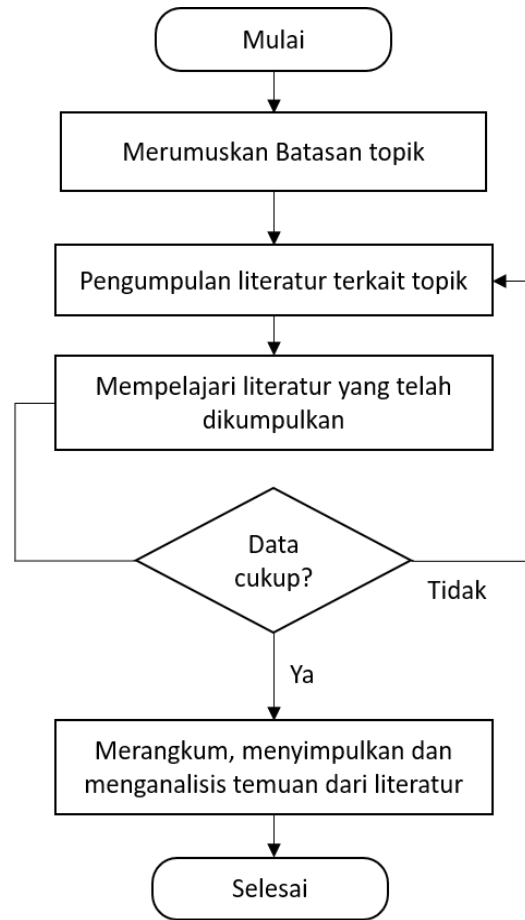 Mulai
Merumuskan Batasan topik
Pengumpulan literatur terkait topik
Mempelajari literatur yang telah
dikumpulkan
Data
cukup?
Tidak
Ya
Merangkum, menyimpulkan dan
menganalisis temuan dari literatur
Selesai